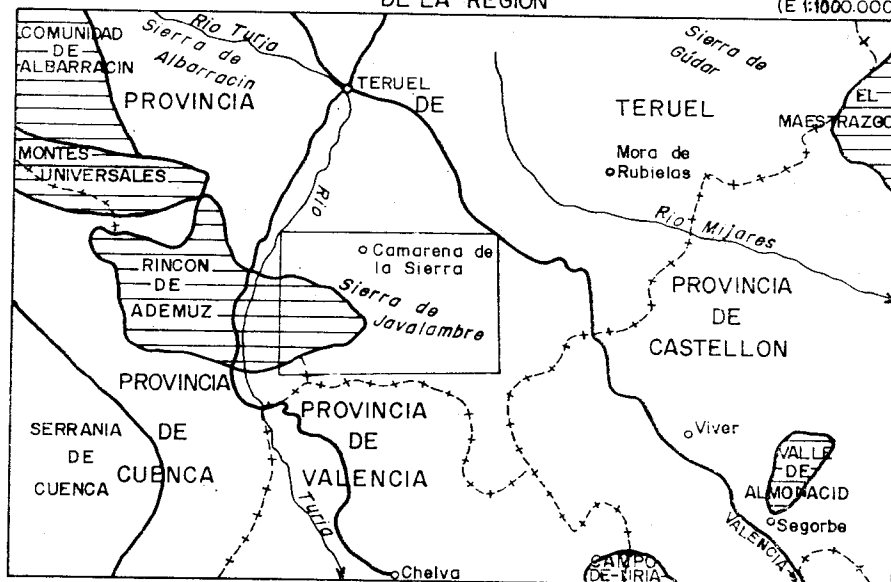 DE LA REGION
(E 1:1000.000
COMUNIDAD
DE
ALBARRACIN
Rio Turia
Sierra de
Albarracin
PROVINCIA
TERUEL
DE
Sierra de
Gúdar
TERUEL
EL
MAESTRAZGO
MONTES
UNIVERSALES
Mora de
Rubielas
Río
Rio Mijares
RINCON
DE
ADEMUZ
Camarena de
la Sierra
Sierra de
Javalambre
PROVINCIA
DE
CASTELLON
PROVINCIA
DE
CUENCA
PROVINCIA
DE
VALENCIA
SERRANIA
DE
CUENCA
Turia
Viver
VALLE
DE
ALMONACID
Segorbe
VALENCIA
Chelva
CAMPO
DE LIRIA